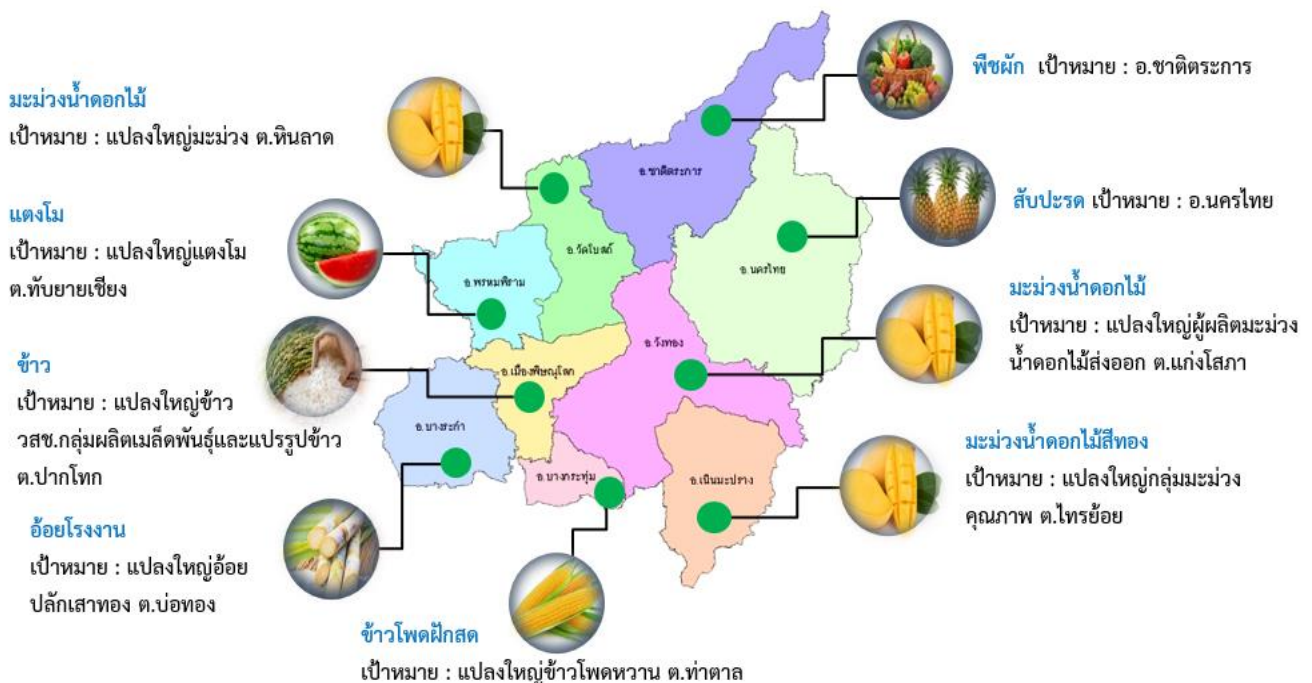 มะม่วงน้ำดอกไม้
เป้าหมาย : แปลงใหญ่มะม่วง ต.หินลาด
แตงโม
เป้าหมาย : แปลงใหญ่แตงโม
ต.ทับยายเชียง
ข้าว
เป้าหมาย : แปลงใหญ่ข้าว
วสช.กลุ่มผลิตเมล็ดพันธุ์และแปรรูปข้าว
ต.ปากโทก
อ้อยโรงงาน
เป้าหมาย : แปลงใหญ่อ้อย
ปลักเสาทอง ต.บ่อทอง
ข้าวโพดฝักสด
เป้าหมาย : แปลงใหญ่ข้าวโพดหวาน ต.ท่าตาล
อ.ชาติตระการ
อ.วัดโบสถ์
อ.นครไทย
อ.พรหมพิราม
อ.วังทอง
อ.เมืองพิษณุโลก
อ.บางระกำ
อ.บางกระทุ่ม
อ.เนินมะปราง
พืชผัก เป้าหมาย : อ.ชาติตระการ
สับปะรด เป้าหมาย : อ.นครไทย
มะม่วงน้ำดอกไม้
เป้าหมาย : แปลงใหญ่ผู้ผลิตมะม่วง
น้ำดอกไม้ส่งออก ต.แก่งโสภา
มะม่วงน้ำดอกไม้สีทอง
เป้าหมาย : แปลงใหญ่กลุ่มมะม่วง
คุณภาพ ต.ไทรย้อย